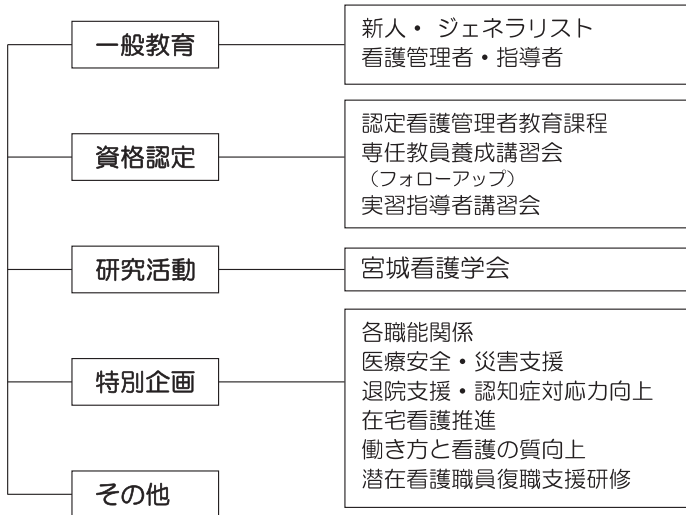 一般教育
新人・ ジェネラリスト
看護管理者・指導者
資格認定
認定看護管理者教育課程
専任教員養成講習会
（フォローアップ）
実習指導者講習会
研究活動
宮城看護学会
特別企画
各職能関係
医療安全・災害支援
退院支援・認知症対応力向上
在宅看護推進
働き方と看護の質向上
潜在看護職員復職支援研修
その他